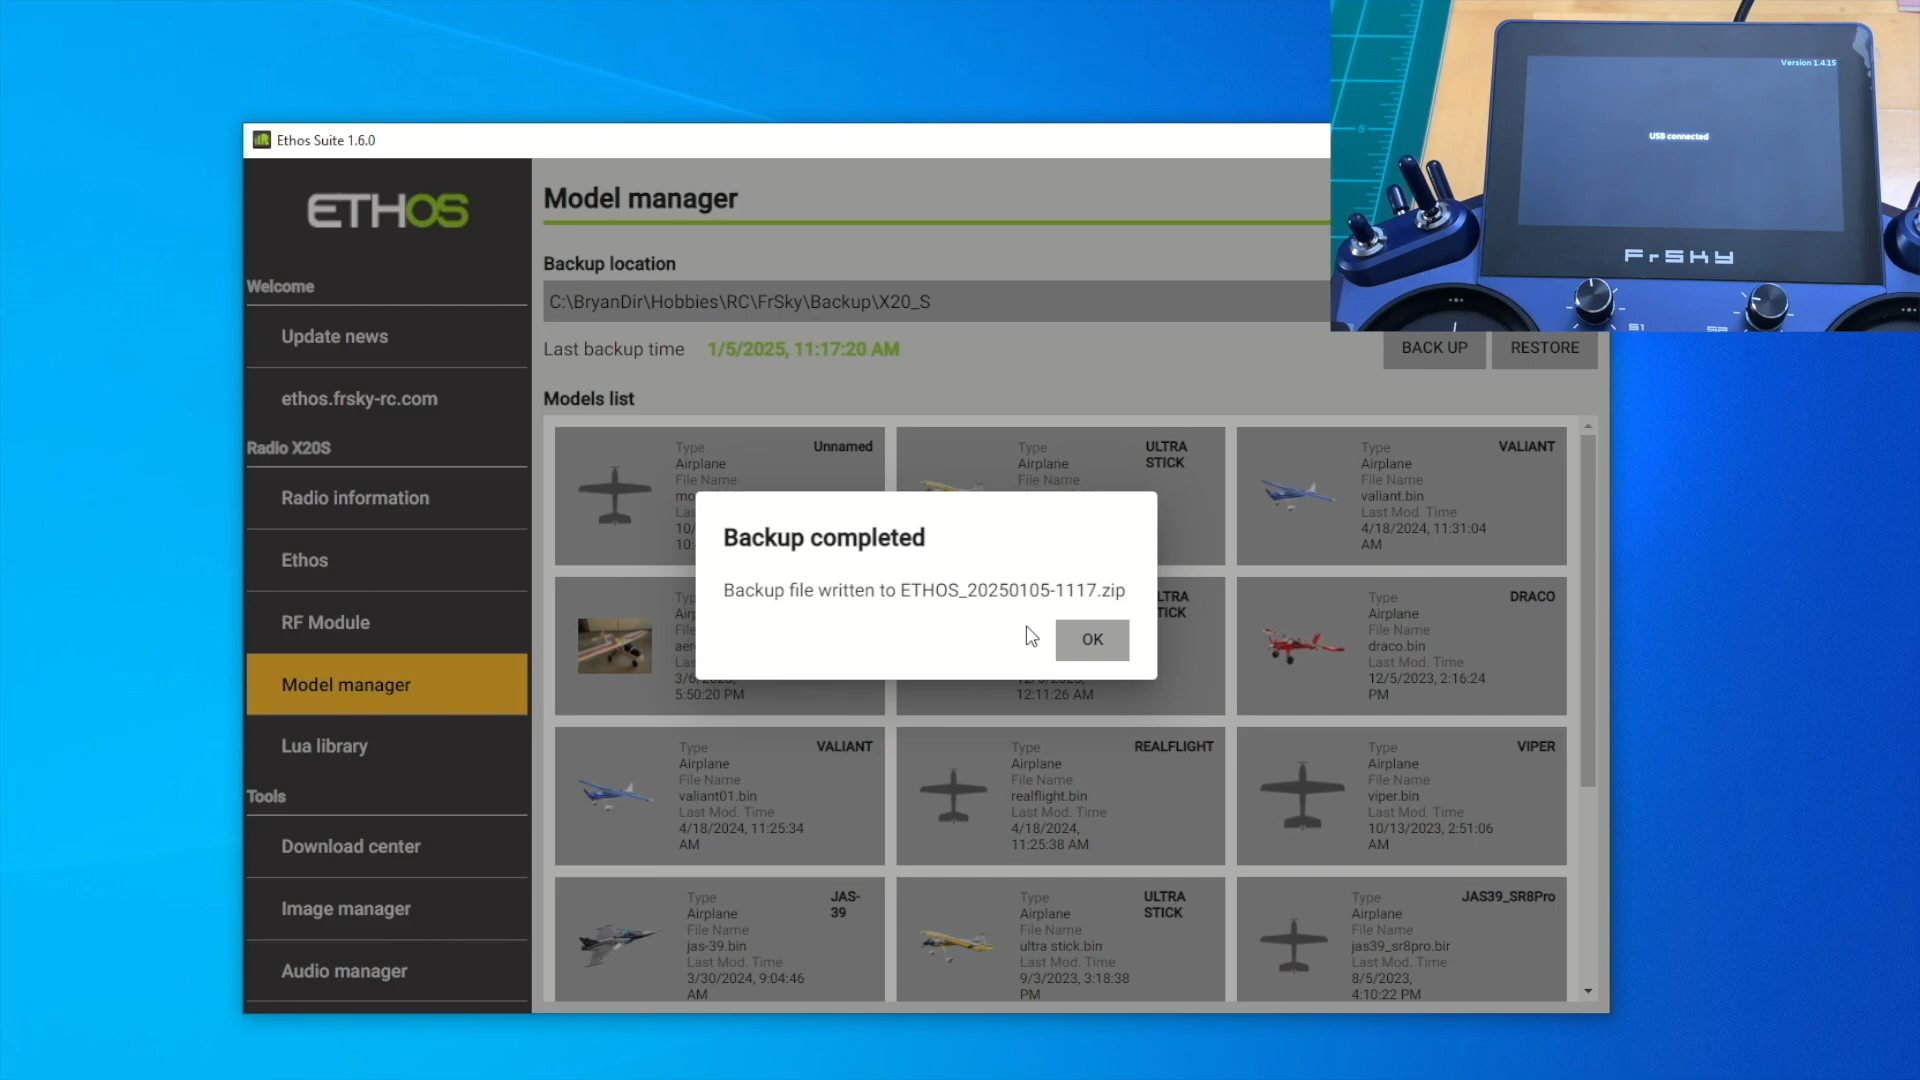 Version 1.4.15
USB connected
FrSKY
S1
Ethos Suite 1.6.0
ETHOS
Welcome
Update news
ethos.frsky-rc.com
Radio X20S
Radio information
Ethos
RF Module
Model manager
Lua library
Tools
Download center
Image manager
Audio manager
Model manager
Backup location
C:\BryanDir\Hobbies\RC\FrSky\Backup\X20_S
Last backup time 1/5/2025, 11:17:20 AM
BACK UP RESTORE
Models list
Type Unnamed
Airplane
File Name
Type ULTRA
Airplane STICK
File Name
Type VALIANT
Airplane
File Name
valiant.bin
Last Mod. Time
4/18/2024, 11:31:04
AM
Backup completed
Backup file written to ETHOS_20250105-1117.zip
OK
5:50:20 PM
12:11:26 AM
Type DRACO
Airplane
File Name
draco.bin
Last Mod. Time
12/5/2023, 2:16:24
PM
Type VALIANT
Airplane
File Name
valiant01.bin
Last Mod. Time
4/18/2024, 11:25:34
AM
Type REALFLIGHT
Airplane
File Name
realflight.bin
Last Mod. Time
4/18/2024,
11:25:38 AM
Type VIPER
Airplane
File Name
viper.bin
Last Mod. Time
10/13/2023, 2:51:06
AM
Type JAS-
Airplane 39
File Name
jas-39.bin
Last Mod. Time
3/30/2024, 9:04:46
AM
Type ULTRA
Airplane STICK
File Name
ultra stick.bin
Last Mod. Time
9/3/2023, 3:18:38
PM
Type JAS39_SR8Pro
Airplane
File Name
jas39_sr8pro.bir
Last Mod. Time
8/5/2023,
4:10:22 PM